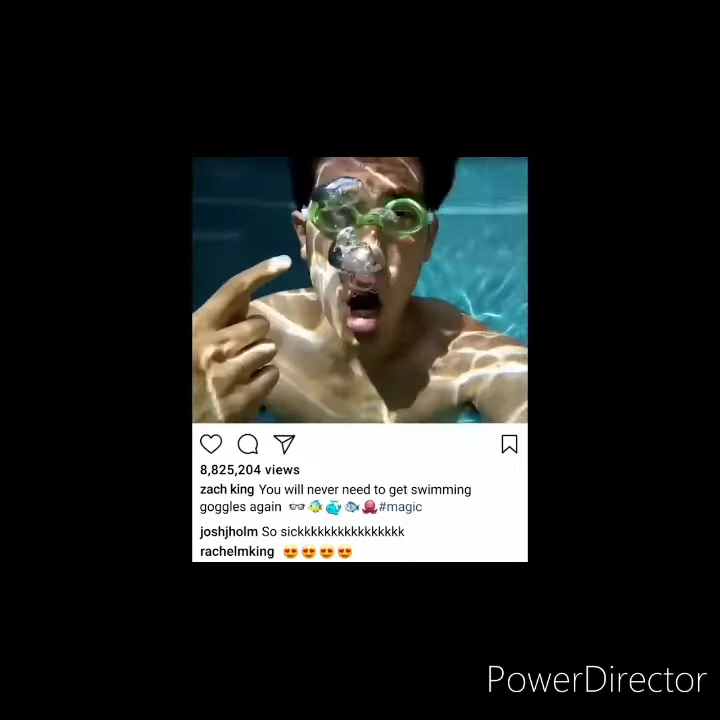 8,825,204 views
zach king You will never need to get swimming
goggles again 👓🐠🐳🐟🐙#magic
joshjholm So sickkkkkkkkkkkkkkkk
rachelmking 😍😍😍😍
PowerDirector